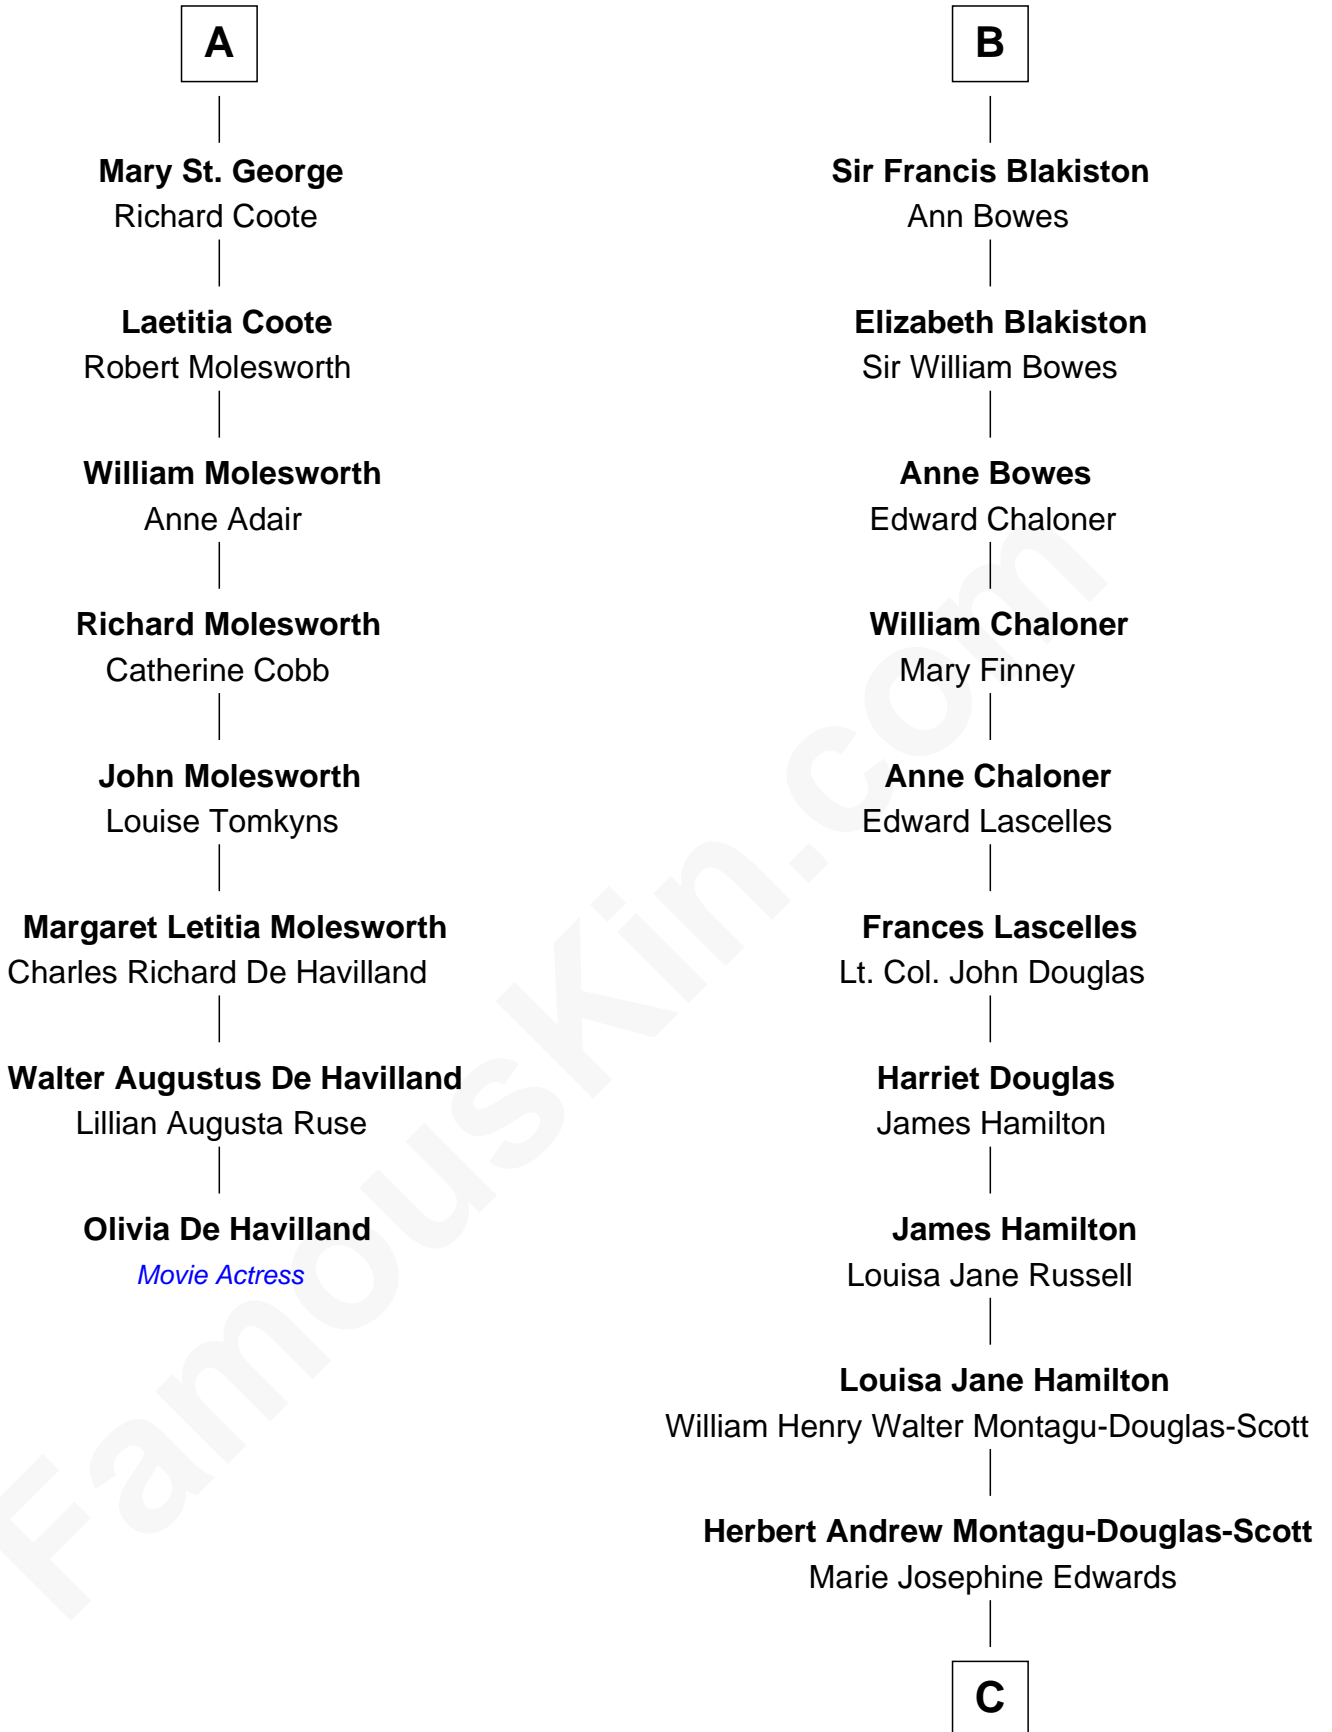 A
Mary St. George
Richard Coote
Laetitia Coote
Robert Molesworth
William Molesworth
Anne Adair
Richard Molesworth
Catherine Cobb
John Molesworth
Louise Tomkyns
Margaret Letitia Molesworth
Charles Richard De Havilland
Walter Augustus De Havilland
Lillian Augusta Ruse
Olivia De Havilland
Movie Actress
B
Sir Francis Blakiston
Ann Bowes
Elizabeth Blakiston
Sir William Bowes
Anne Bowes
Edward Chaloner
William Chaloner
Mary Finney
Anne Chaloner
Edward Lascelles
Frances Lascelles
Lt. Col. John Douglas
Harriet Douglas
James Hamilton
James Hamilton
Louisa Jane Russell
Louisa Jane Hamilton
William Henry Walter Montagu-Douglas-Scott
Herbert Andrew Montagu-Douglas-Scott
Marie Josephine Edwards
C
FamousKin.com